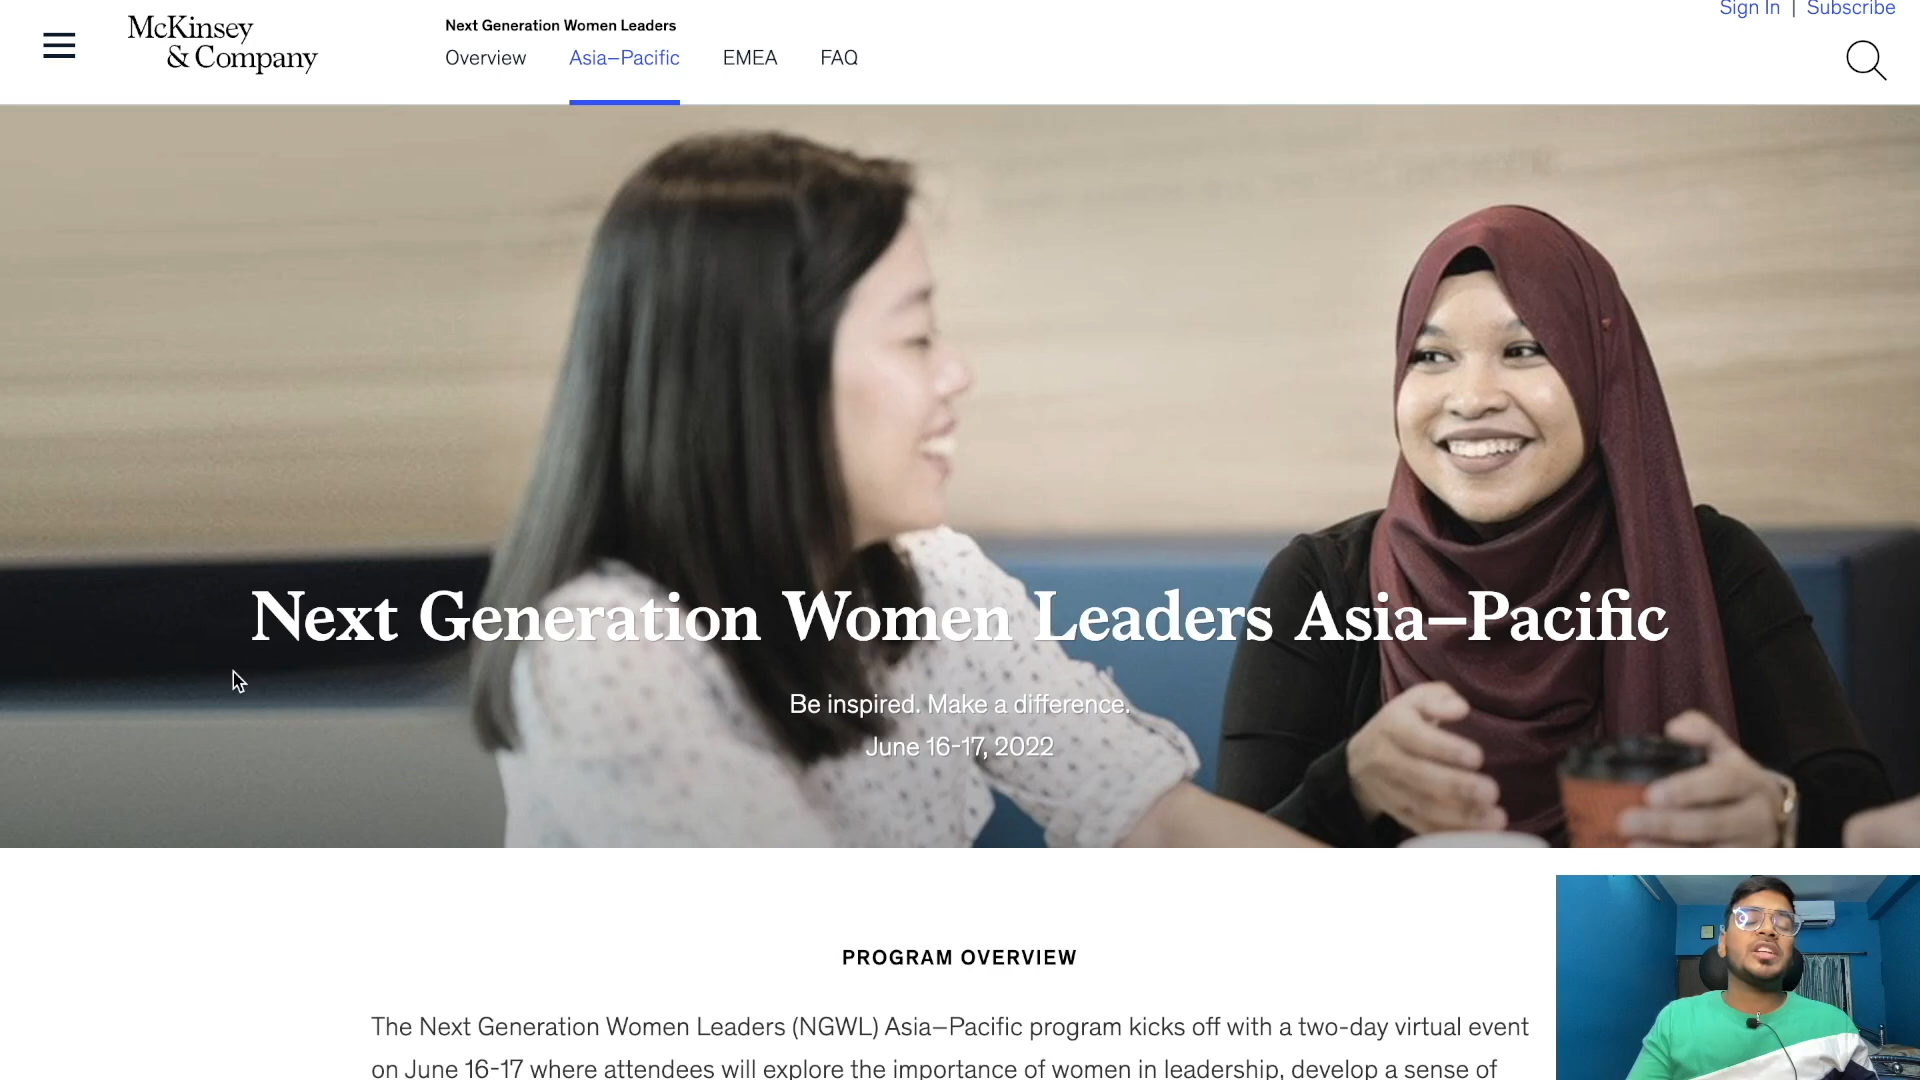 Sign In | Subscribe
McKinsey
& Company
Next Generation Women Leaders
Overview
Asia–Pacific
EMEA
FAQ
Next Generation Women Leaders Asia–Pacific
Be inspired. Make a difference.
June 16-17, 2022
PROGRAM OVERVIEW
The Next Generation Women Leaders (NGWL) Asia–Pacific program kicks off with a two-day virtual event
on June 16-17 where attendees will explore the importance of women in leadership, develop a sense of